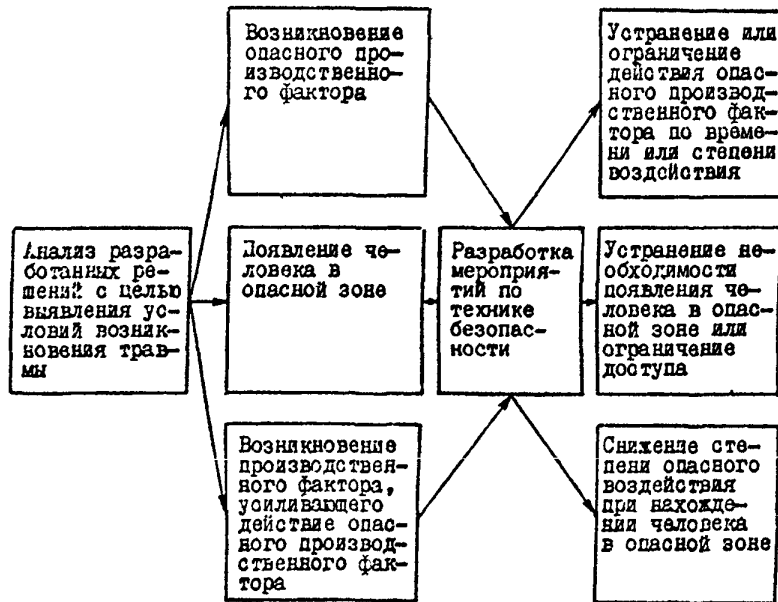 Возникновение
опасного про-
изводственно-
го фактора
Устранение или
ограничение
действия опас-
ного производ-
ственного фак-
тора по време-
ни или степени
воздействия
Анализ разра-
ботанных ре-
шений с целью
выявления ус-
ловий возник-
новения трав-
мы
Появление че-
ловека в
опасной зоне
Разработка
мероприя-
тий по
технике
безопас-
ности
Устранение не-
обходимости
появления че-
ловека в опас-
ной зоне или
ограничение
доступа
Возникновение
производствен-
ного фактора,
усиливающего
действие опас-
ного производ-
ственного фак-
тора
Снижение сте-
пени опасного
воздействия
при нахожде-
нии человека
в опасной зоне